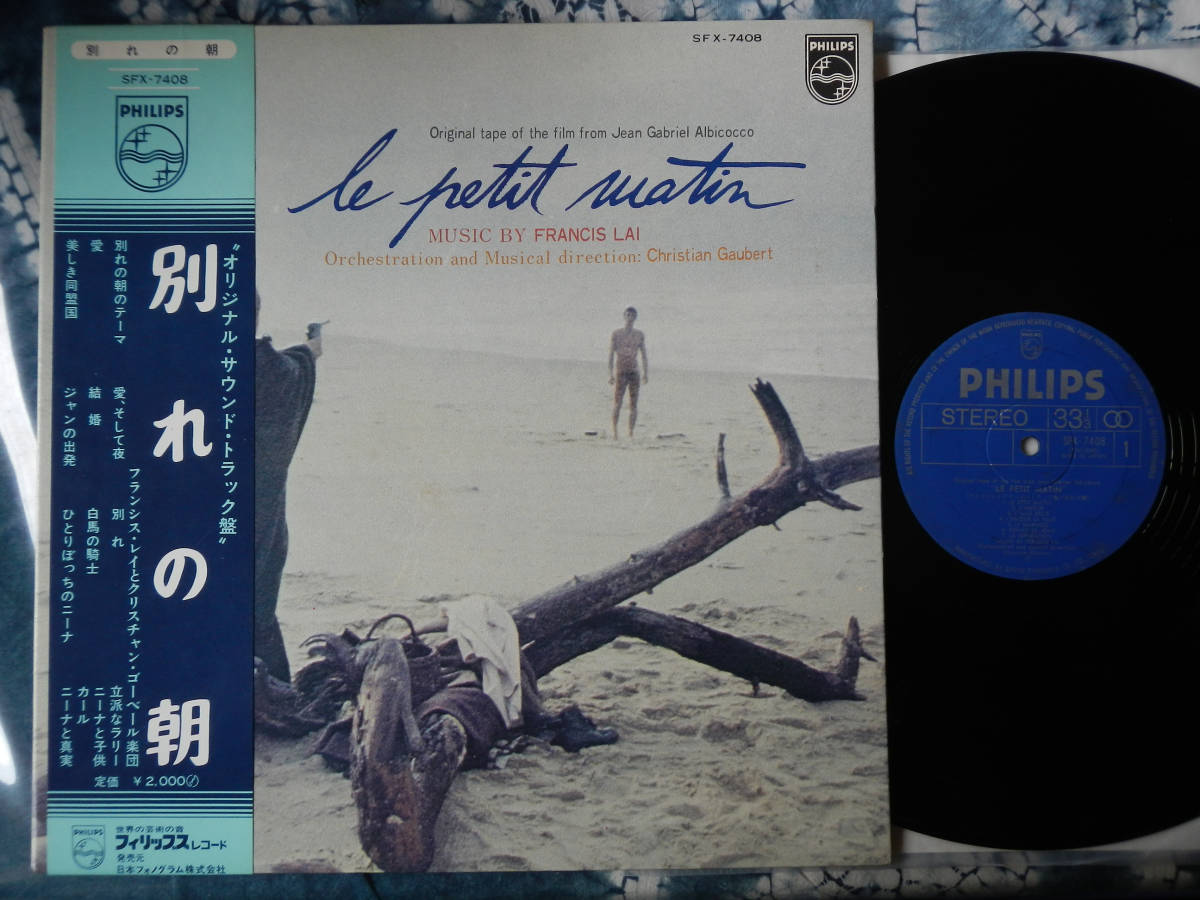 別れの朝
SFX-7408
PHILIPS
"オリジナル・サウンド・トラック盤"
別れの朝
フランシス・レイとクリスチャン・ゴーベール楽団
別れの朝のテーマ
愛、そして夜
別れ
立派なラリー
愛
結婚
白馬の騎士
ニーナと子供
カール
美しき同盟国
ジャンの出発
ひとりぼっちのニーナ
ニーナと真実
定価 ¥2,000
PHILIPS
世界の芸術の音
フィリップスレコード
発売元
日本フォノグラム株式会社
SFX-7408
PHILIPS
Original tape of the film from Jean Gabriel Albicocco
le petit matin
MUSIC BY FRANCIS LAI
Orchestration and Musical direction: Christian Gaubert
PHILIPS
STEREO
33 1/3
SFX-7408
1
LE PETIT MATIN